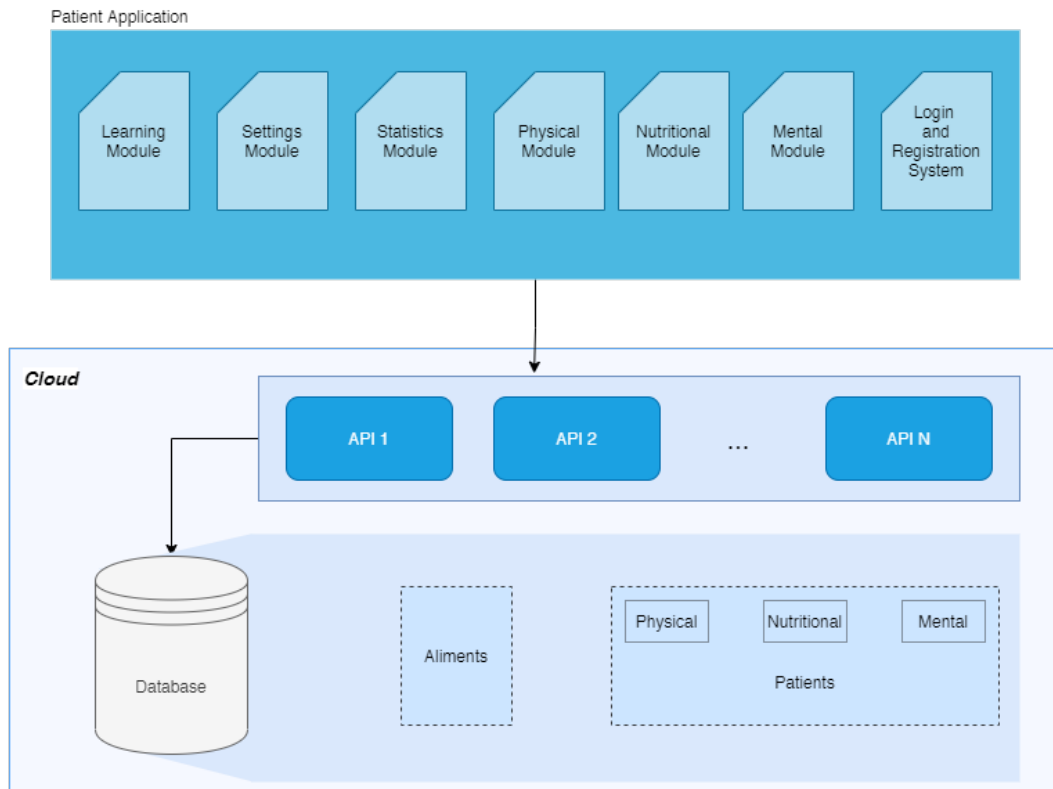 Patient Application
Learning
Module
Settings
Module
Statistics
Module
Physical
Module
Nutritional
Module
Mental
Module
Login
and
Registration
System
Cloud
API 1
API 2
...
API N
Database
Aliments
Physical
Nutritional
Mental
Patients